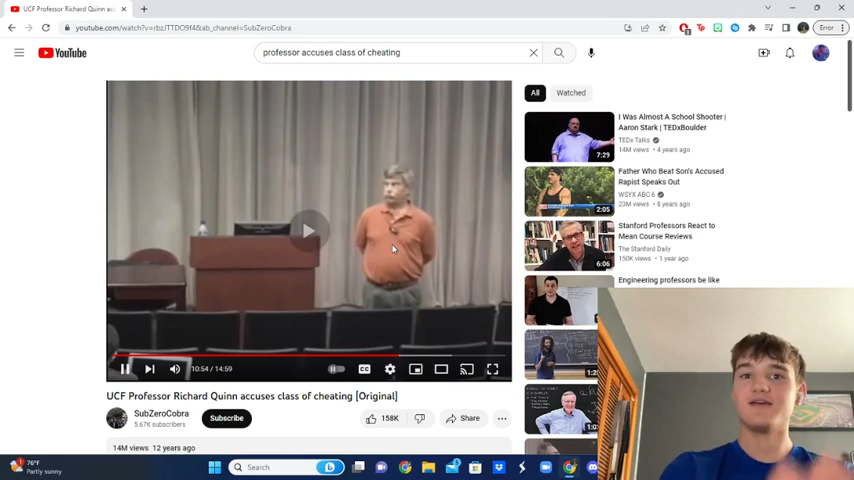 UCF Professor Richard Quinn ac
youtube.com/watch?v=rbzJTTDO9f4&ab_channel=SubZeroCobra
Error
YouTube
professor accuses class of cheating
All
Watched
I Was Almost A School Shooter |
Aaron Stark | TEDxBoulder
TEDx Talks
14M views • 4 years ago
7:29
Father Who Beat Son's Accused
Rapist Speaks Out
WSYX ABC 6
23M views • 8 years ago
2:05
Stanford Professors React to
Mean Course Reviews
The Stanford Daily
150K views • 1 year ago
6:06
Engineering professors be like
10:54 / 14:59
CC
UCF Professor Richard Quinn accuses class of cheating [Original]
SubZeroCobra
5.67K subscribers
Subscribe
158K
Share
14M views 12 years ago
76°F
Partly sunny
Search